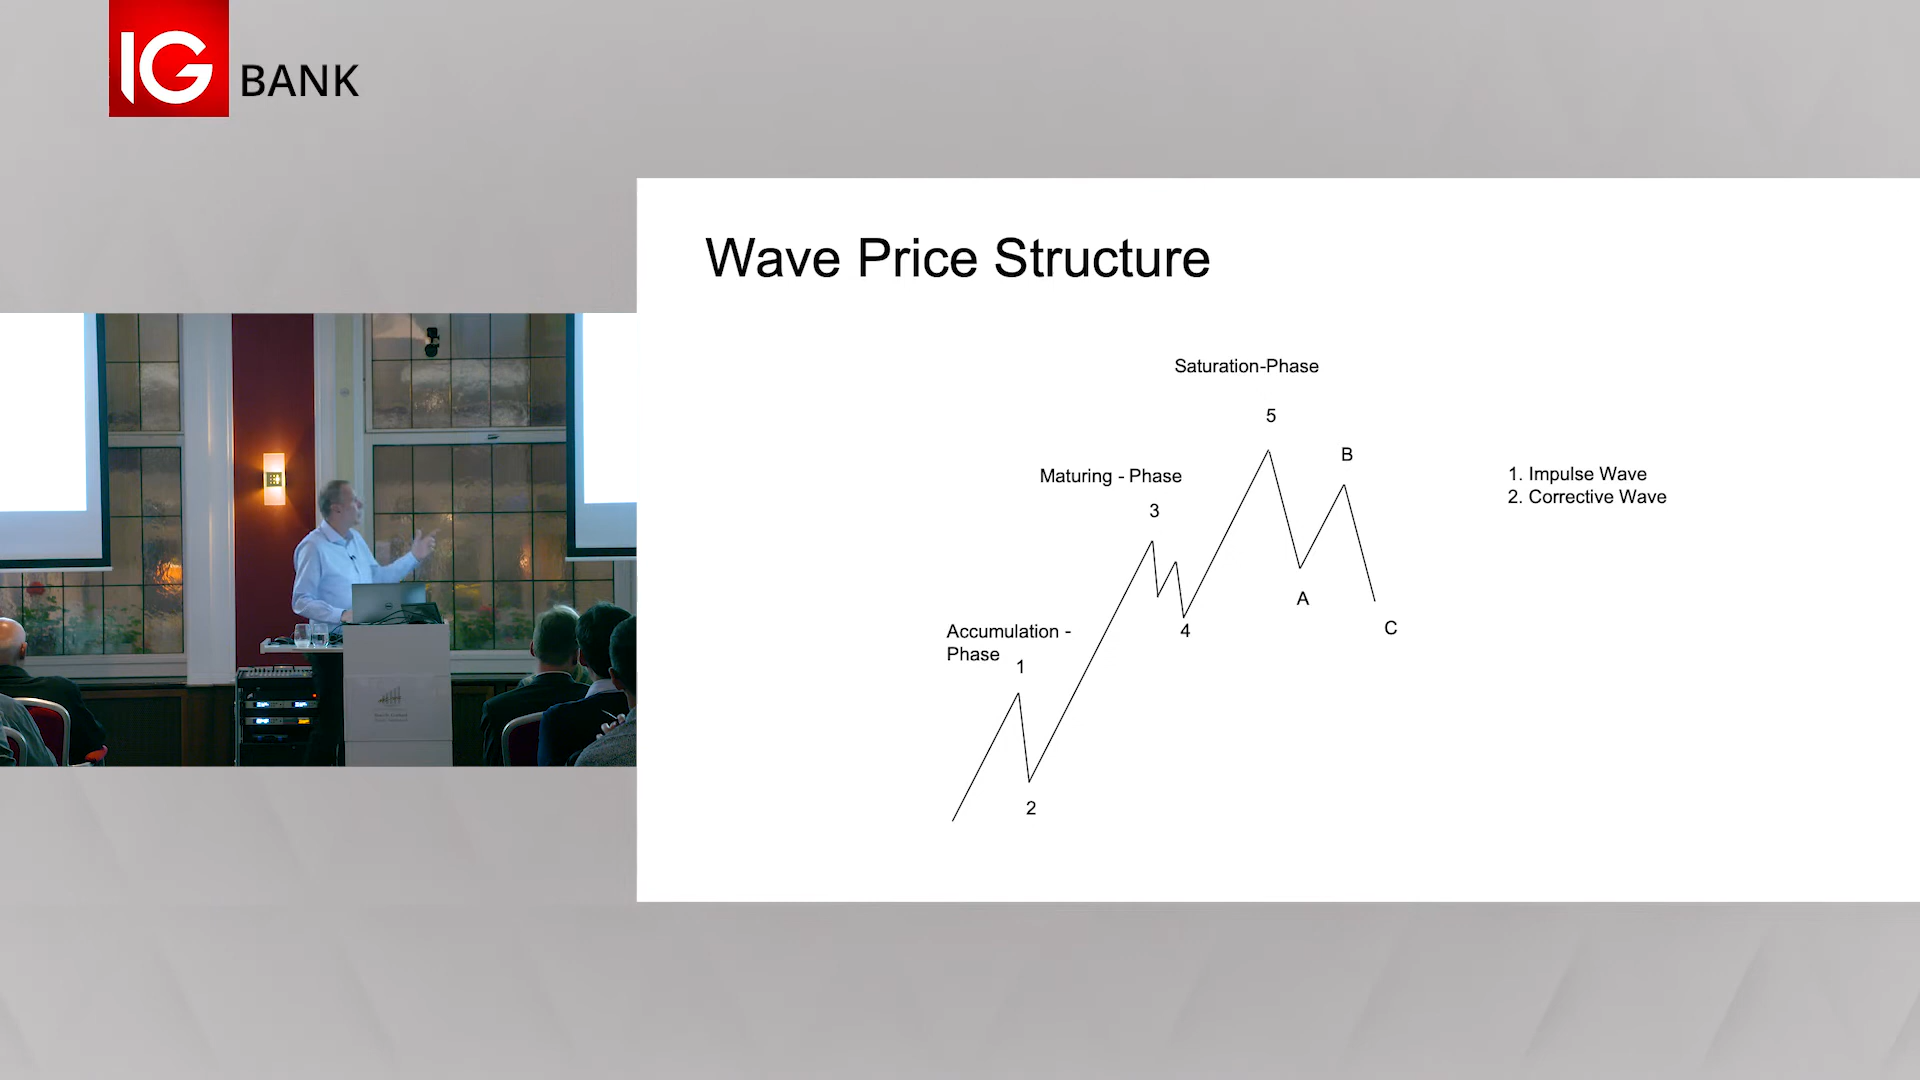 IG BANK
Wave Price Structure
Saturation-Phase
5
B
Maturing - Phase
3
1. Impulse Wave
2. Corrective Wave
A
4
C
Accumulation -
Phase
1
2